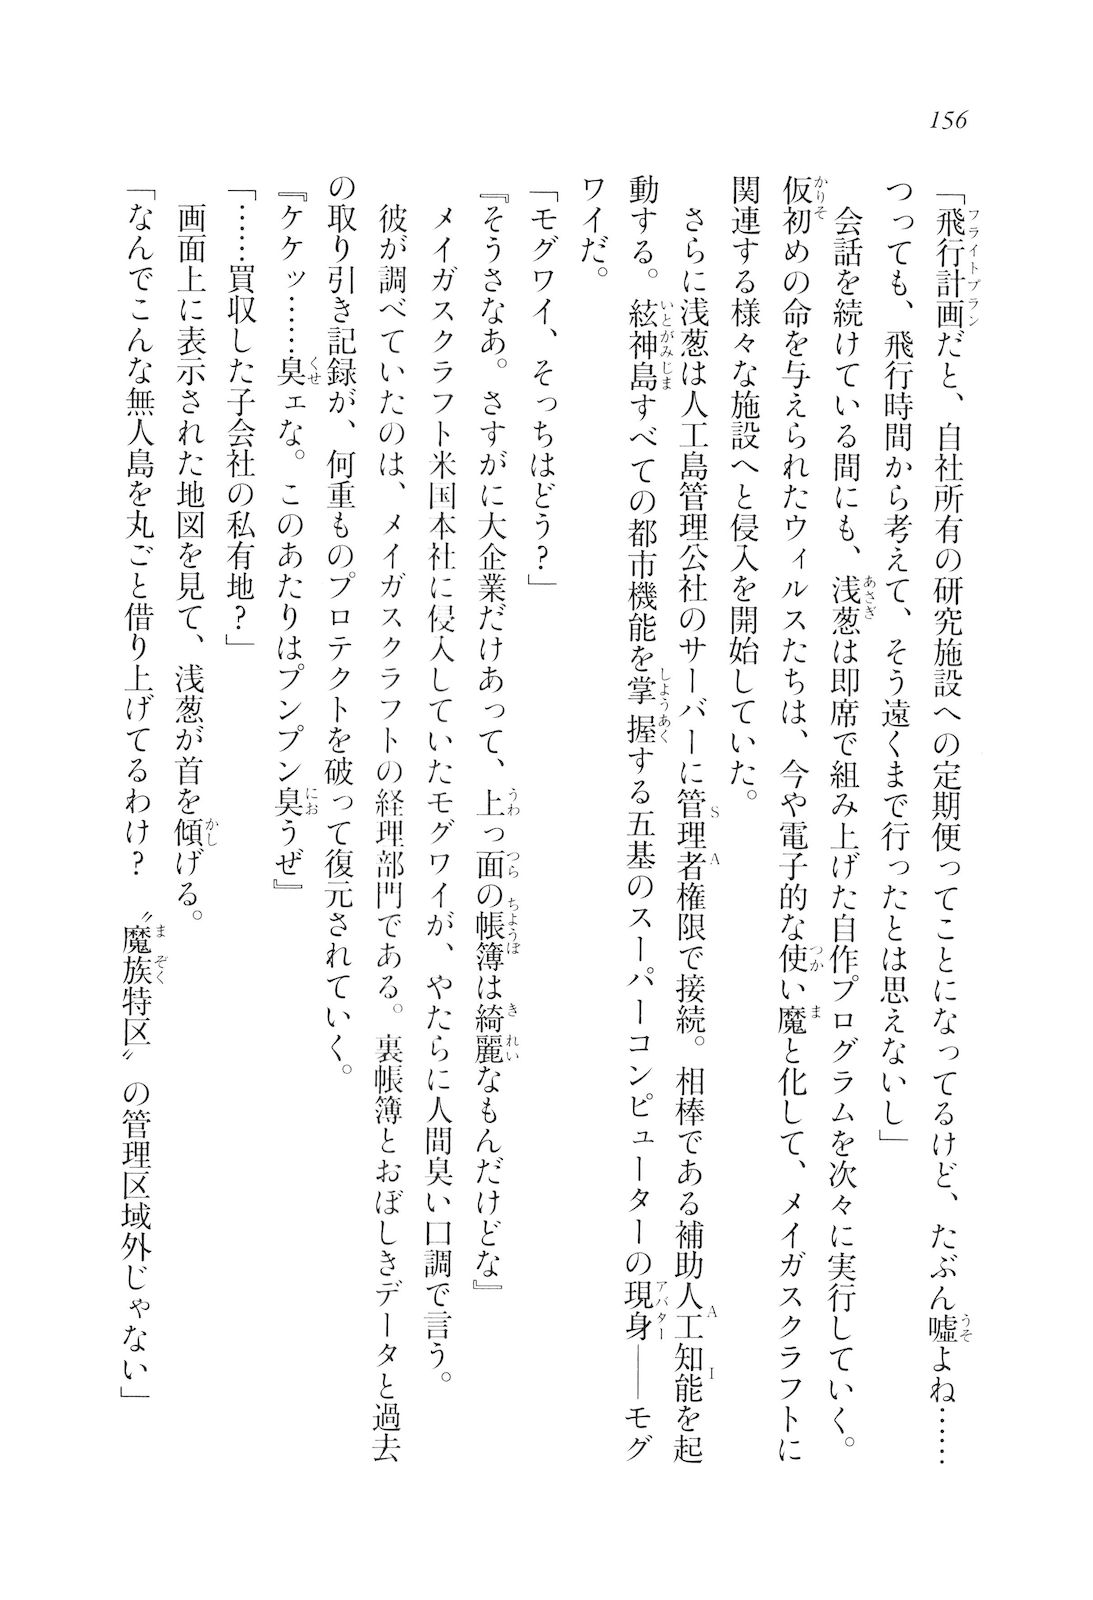 156
「飛行計画だと、自社所有の研究施設への定期便ってことになってるけど、たぶん嘘よね……
つっても、飛行時間から考えて、そう遠くまで行ったとは思えないし」
会話を続けている間にも、浅葱は即席で組み上げた自作プログラムを次々に実行していく。
仮初めの命を与えられたウィルスたちは、今や電子的な使い魔と化して、メイガスクラフトに
関連する様々な施設へと侵入を開始していた。
さらに浅葱は人工島管理公社のサーバーに管理者権限で接続。相棒である補助人工知能を起
動する。絃神島すべての都市機能を掌握する五基のスーパーコンピューターの現身――モグ
ワイだ。
「モグワイ、そっちはどう？」
『そうさなあ。さすがに大企業だけあって、上っ面の帳簿は綺麗なもんだけどな』
メイガスクラフト米国本社に侵入していたモグワイが、やたらに人間臭い口調で言う。
彼が調べていたのは、メイガスクラフトの経理部門である。裏帳簿とおぼしきデータと過去
の取り引き記録が、何重ものプロテクトを破って復元されていく。
『ケケッ……臭ェな。このあたりはプンプン臭うぜ』
「……買収した子会社の私有地？」
画面上に表示された地図を見て、浅葱が首を傾げる。
「なんでこんな無人島を丸ごと借り上げてるわけ？　〝魔族特区〟の管理区域外じゃない」